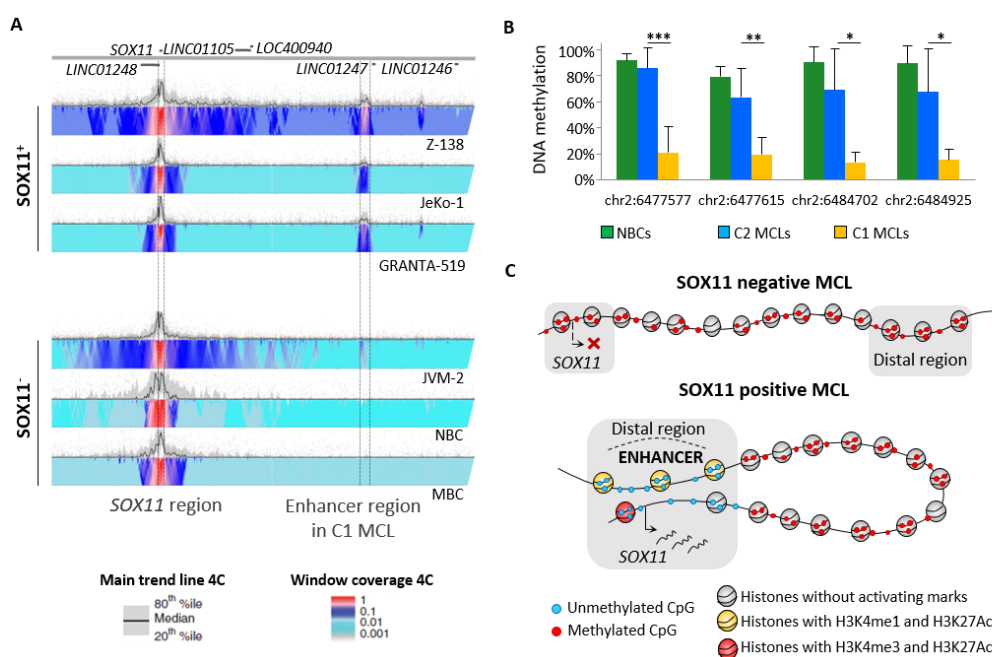 A
SOX11 LINC01105 LOC400940
LINC01248 LINC01247 LINC01246
SOX11+
Z-138
JeKo-1
GRANTA-519
SOX11-
JVM-2
NBC
MBC
SOX11 region
Enhancer region
in C1 MCL
Main trend line 4C
80th %ile
Median
20th %ile
Window coverage 4C
1
0.1
0.01
0.001
B
DNA methylation
100%
80%
60%
40%
20%
0%
*** ** * *
chr2:6477577 chr2:6477615 chr2:6484702 chr2:6484925
NBCs C2 MCLs C1 MCLs
C
SOX11 negative MCL
SOX11
Distal region
SOX11 positive MCL
Distal region
ENHANCER
SOX11
Unmethylated CpG
Methylated CpG
Histones without activating marks
Histones with H3K4me1 and H3K27Ac
Histones with H3K4me3 and H3K27Ac